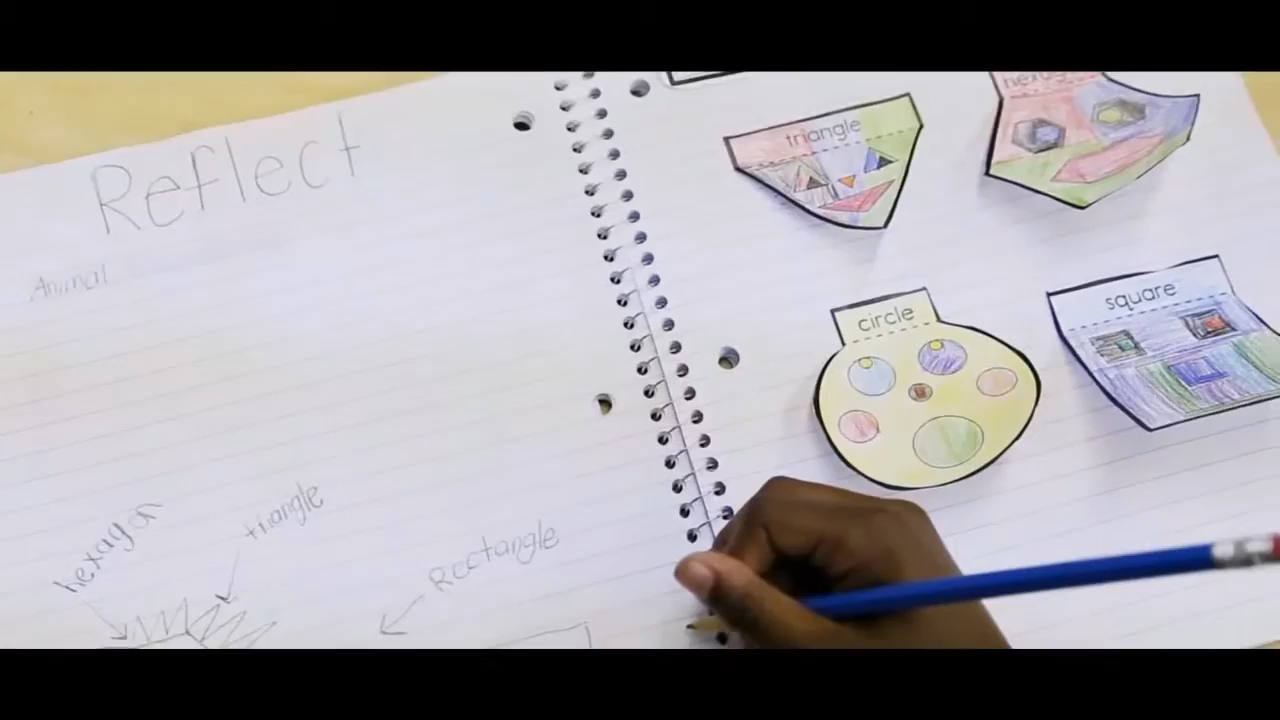 Reflect
Animal
hexagon
triangle
Rectangle
triangle
circle
square